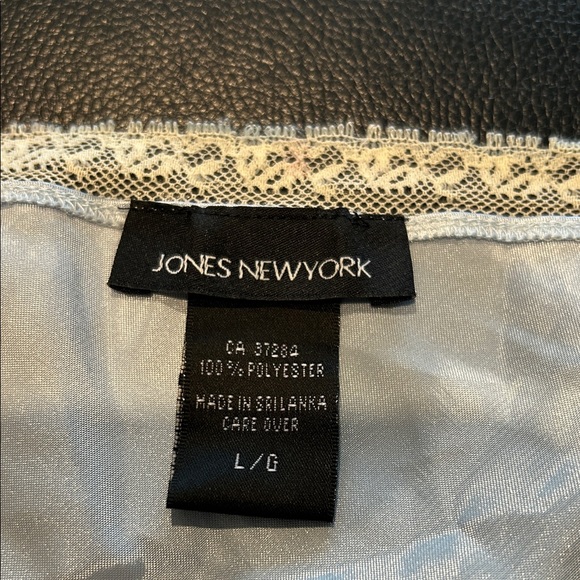 JONES NEWYORK
CA 37284
100% POLYESTER
MADE IN SRILANKA
CARE OVER
L/G